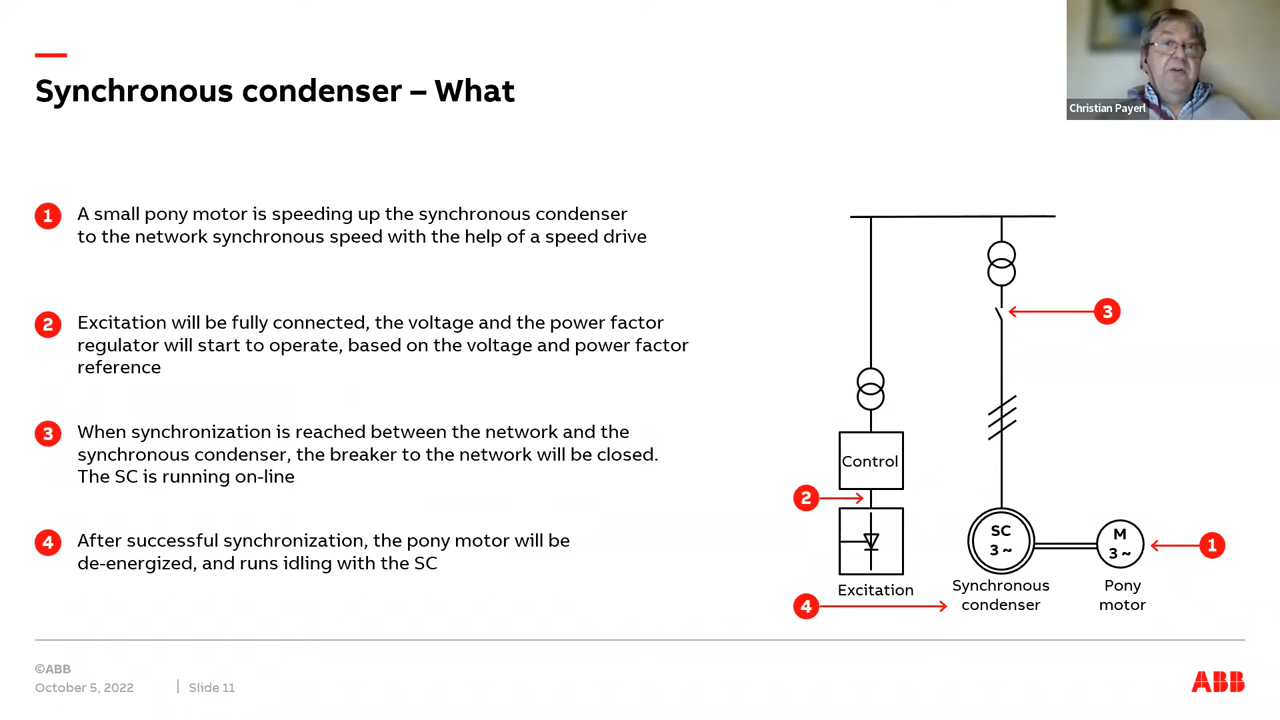 Synchronous condenser – What
Christian Payerl
1 A small pony motor is speeding up the synchronous condenser
to the network synchronous speed with the help of a speed drive
2 Excitation will be fully connected, the voltage and the power factor
regulator will start to operate, based on the voltage and power factor
reference
3 When synchronization is reached between the network and the
synchronous condenser, the breaker to the network will be closed.
The SC is running on-line
4 After successful synchronization, the pony motor will be
de-energized, and runs idling with the SC
3
Control
2
SC
3 ~
M
3 ~
1
Excitation
Synchronous
condenser
Pony
motor
4
©ABB
October 5, 2022
Slide 11
ABB